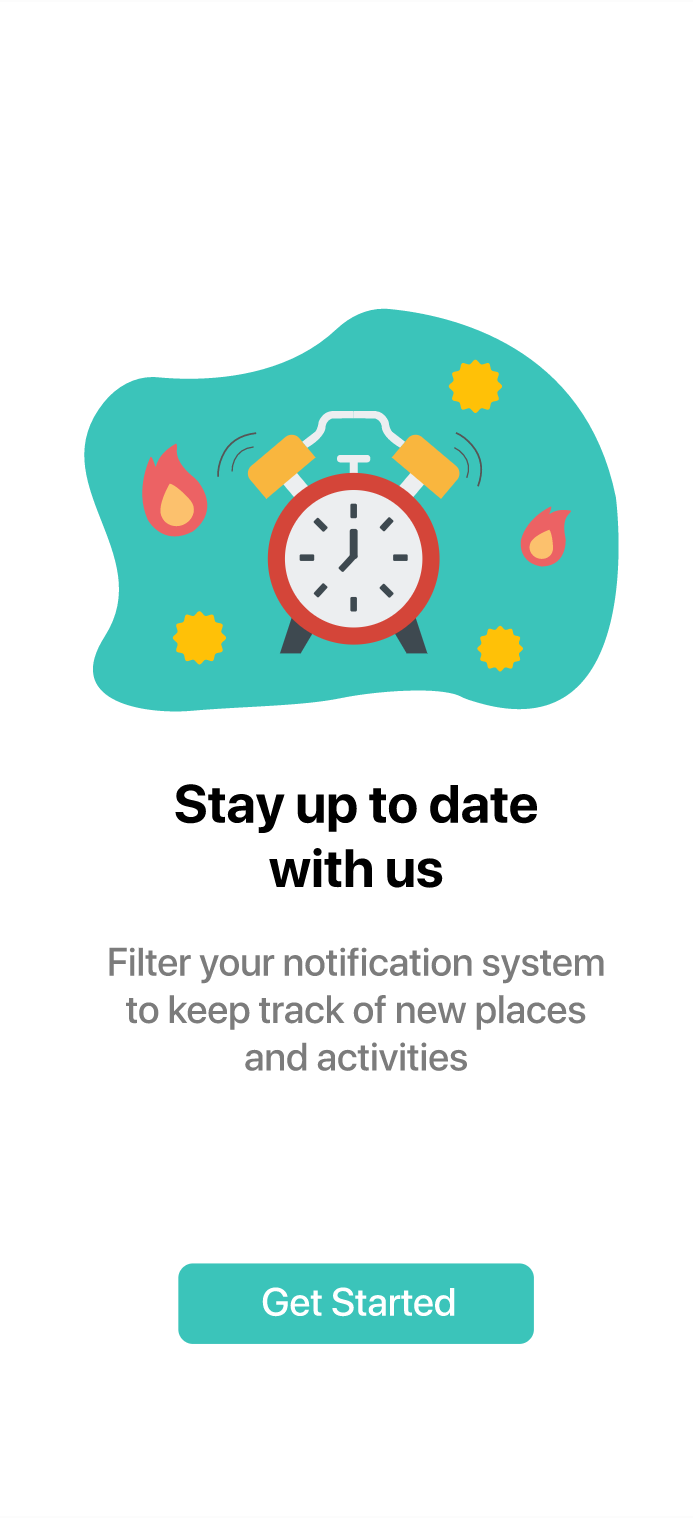 Stay up to date
with us
Filter your notification system
to keep track of new places
and activities
Get Started